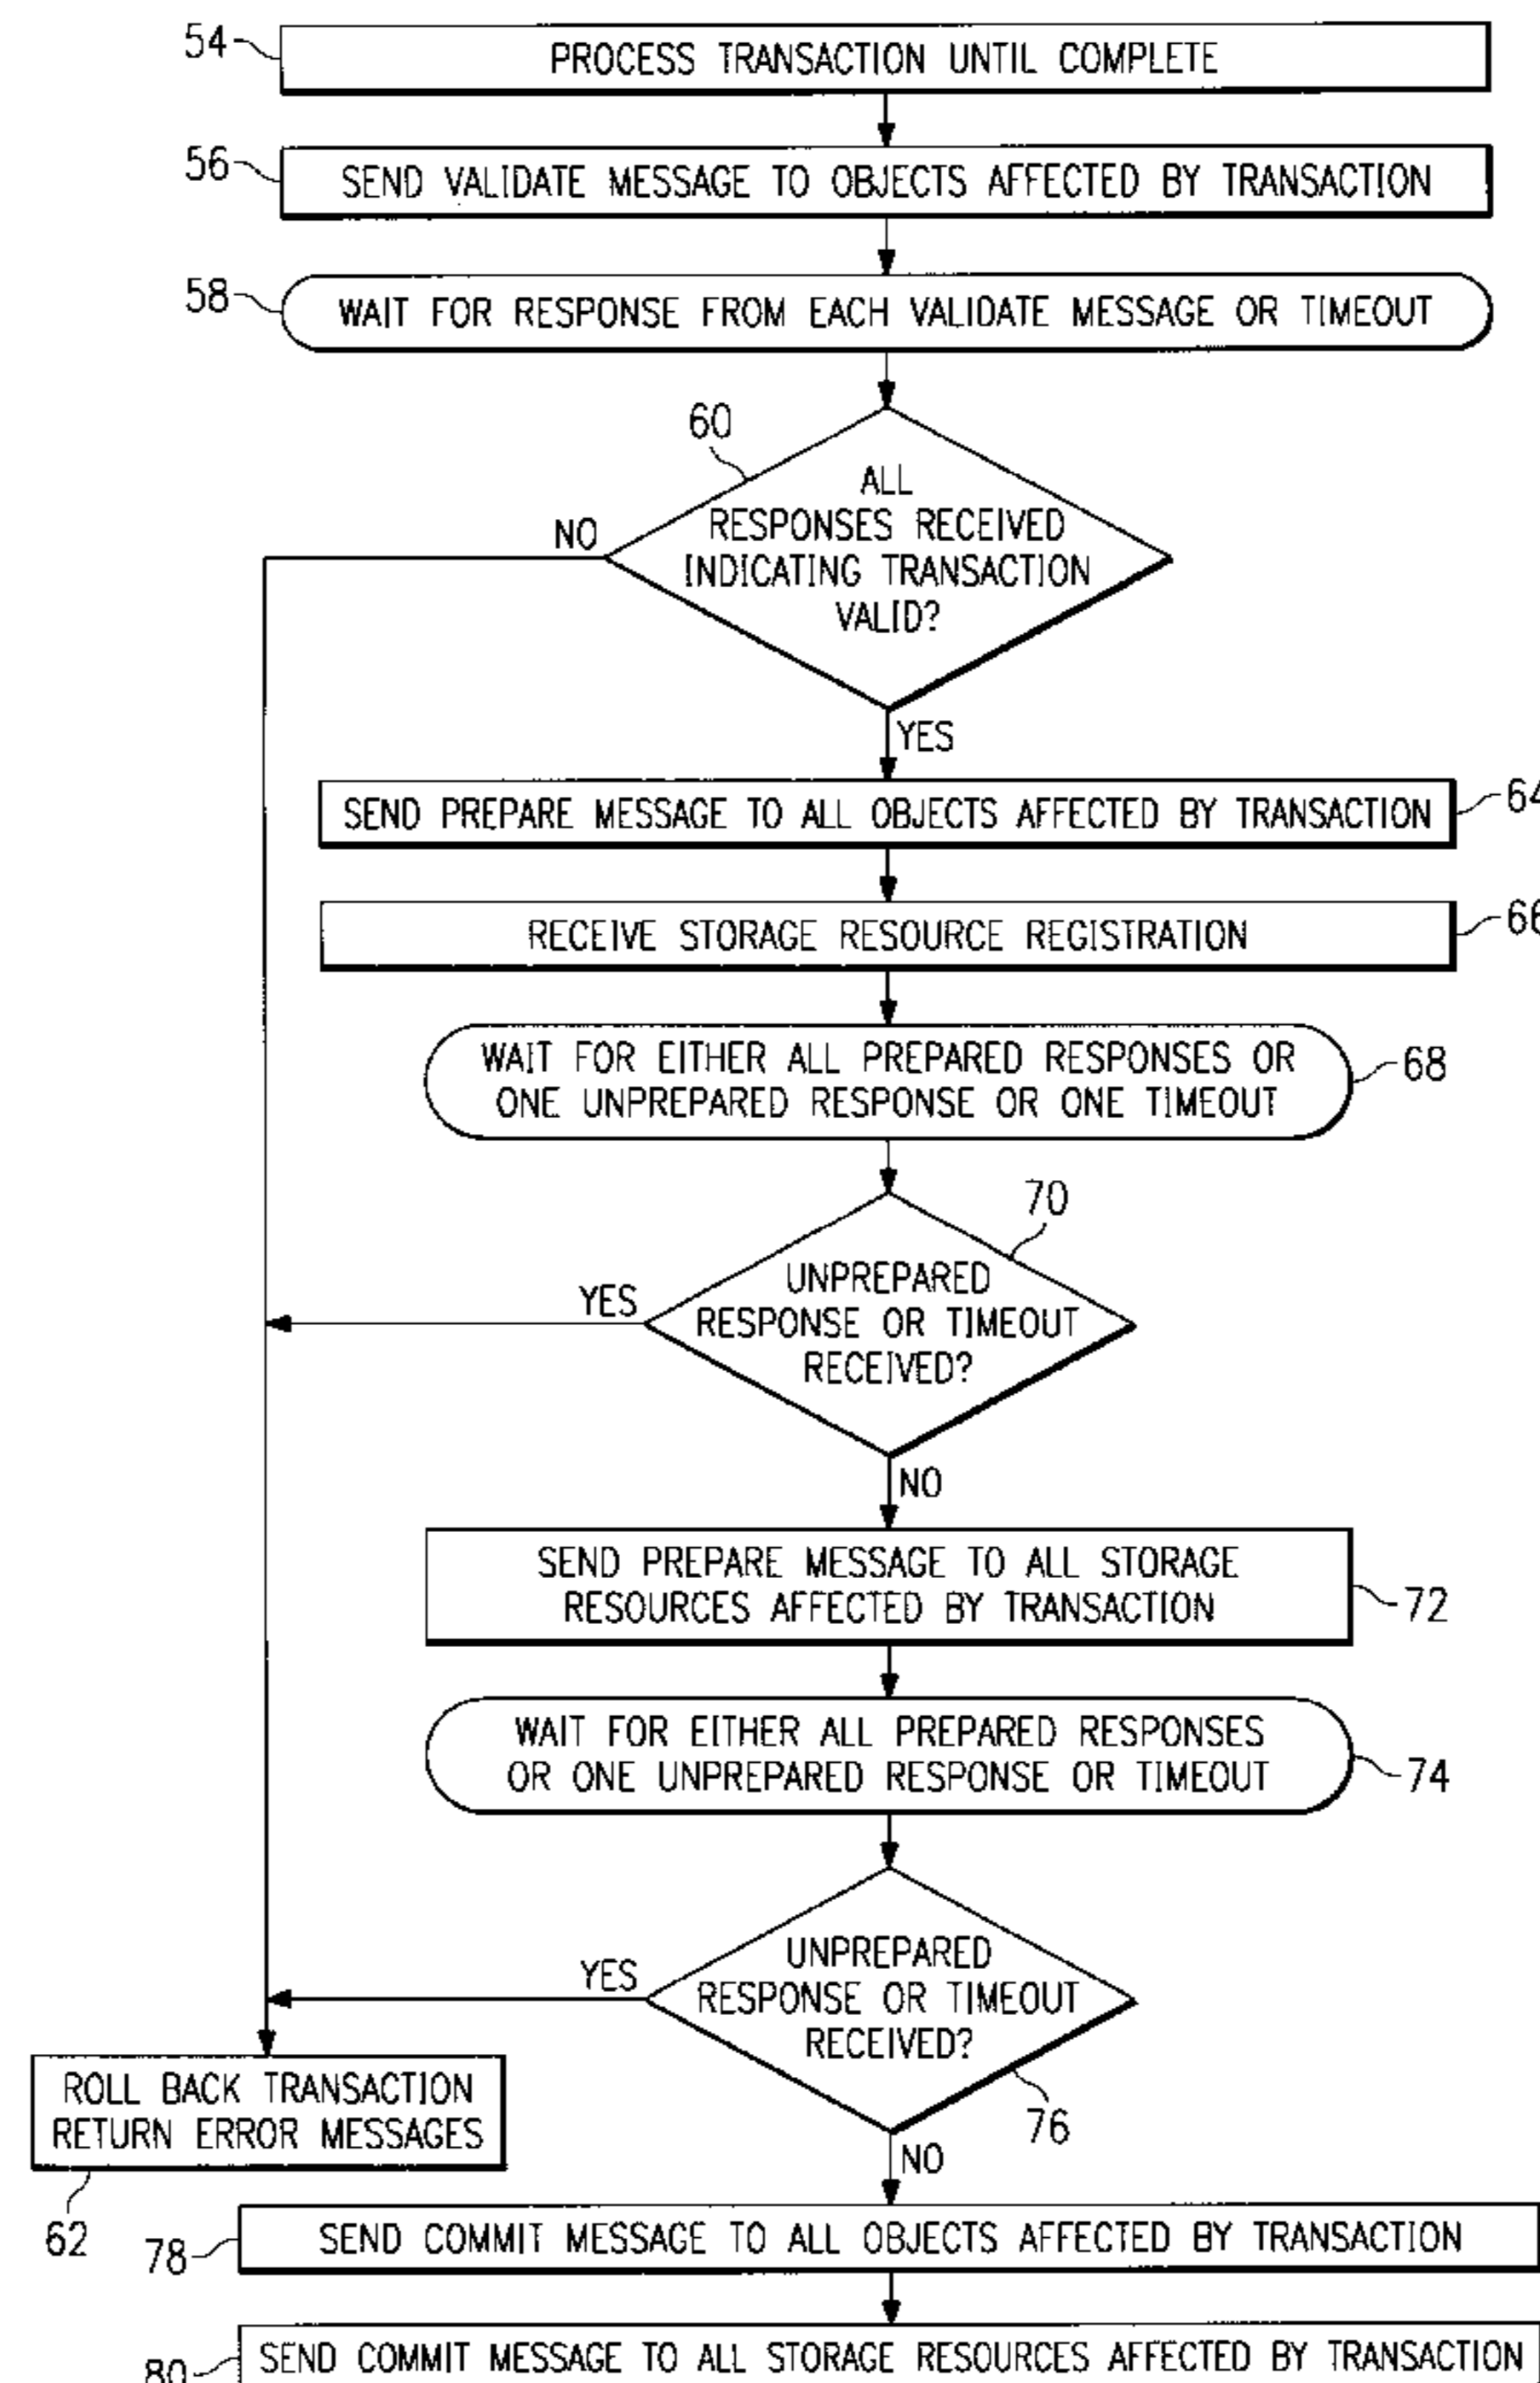 54
PROCESS TRANSACTION UNTIL COMPLETE
56
SEND VALIDATE MESSAGE TO OBJECTS AFFECTED BY TRANSACTION
58
WAIT FOR RESPONSE FROM EACH VALIDATE MESSAGE OR TIMEOUT
60
ALL
RESPONSES RECEIVED
INDICATING TRANSACTION
VALID?
NO
YES
SEND PREPARE MESSAGE TO ALL OBJECTS AFFECTED BY TRANSACTION
64
RECEIVE STORAGE RESOURCE REGISTRATION
66
WAIT FOR EITHER ALL PREPARED RESPONSES OR
ONE UNPREPARED RESPONSE OR ONE TIMEOUT
68
70
UNPREPARED
RESPONSE OR TIMEOUT
RECEIVED?
YES
NO
SEND PREPARE MESSAGE TO ALL STORAGE
RESOURCES AFFECTED BY TRANSACTION
72
WAIT FOR EITHER ALL PREPARED RESPONSES
OR ONE UNPREPARED RESPONSE OR TIMEOUT
74
UNPREPARED
RESPONSE OR TIMEOUT
RECEIVED?
YES
76
NO
ROLL BACK TRANSACTION
RETURN ERROR MESSAGES
62
78
SEND COMMIT MESSAGE TO ALL OBJECTS AFFECTED BY TRANSACTION
80
SEND COMMIT MESSAGE TO ALL STORAGE RESOURCES AFFECTED BY TRANSACTION